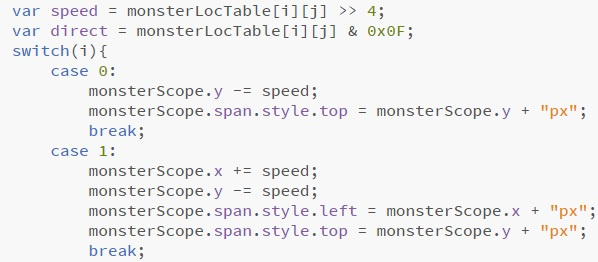 var speed = monsterLocTable[i][j] >> 4;
var direct = monsterLocTable[i][j] & 0x0F;
switch(i){
    case 0:
        monsterScope.y -= speed;
        monsterScope.span.style.top = monsterScope.y + "px";
        break;
    case 1:
        monsterScope.x += speed;
        monsterScope.y -= speed;
        monsterScope.span.style.left = monsterScope.x + "px";
        monsterScope.span.style.top = monsterScope.y + "px";
        break;